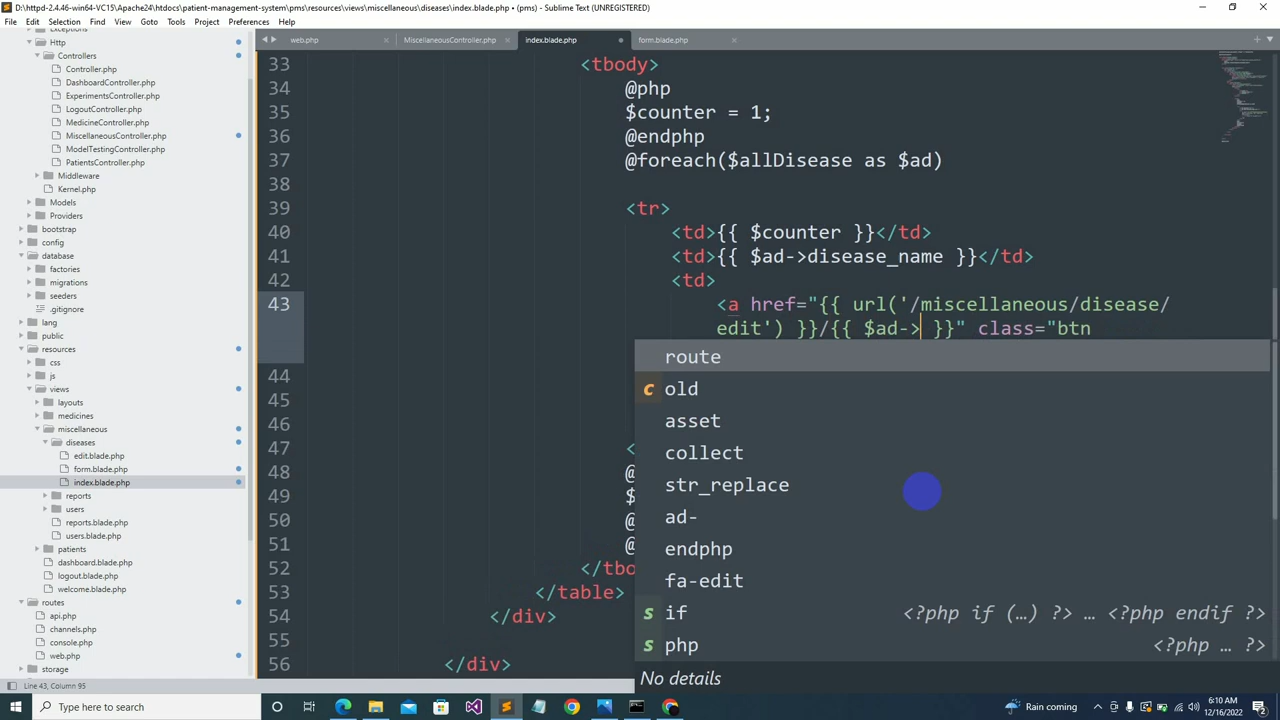 D:\httpd-2.4.46-win64-VC15\Apache24\htdocs\patient-management-system\pms\resources\views\miscellaneous\diseases\index.blade.php • (pms) - Sublime Text (UNREGISTERED)
File Edit Selection Find View Goto Tools Project Preferences Help
web.php MiscellaneousController.php index.blade.php form.blade.php
Exceptions
Http
Controllers
Controller.php
DashboardController.php
ExperimentsController.php
LogoutController.php
MedicineController.php
MiscellaneousController.php
ModelTestingController.php
PatientsController.php
Middleware
Kernel.php
Models
Providers
bootstrap
config
database
factories
migrations
seeders
.gitignore
lang
public
resources
css
js
views
layouts
medicines
miscellaneous
diseases
edit.blade.php
form.blade.php
index.blade.php
reports
users
reports.blade.php
users.blade.php
patients
dashboard.blade.php
logout.blade.php
welcome.blade.php
routes
api.php
channels.php
console.php
web.php
storage
33 <tbody>
34 @php
35 $counter = 1;
36 @endphp
37 @foreach($allDisease as $ad)
38
39 <tr>
40 <td>{{ $counter }}</td>
41 <td>{{ $ad->disease_name }}</td>
42 <td>
43 <a href="{{ url('/miscellaneous/disease/
edit') }}/{{ $ad-> }}" class="btn
44
45
46
47 <
48 @
49 $
50 @
51 @
52 </tbo
53 </table>
54 </div>
55
56 </div>
route
old
asset
collect
str_replace
ad-
endphp
fa-edit
if <?php if (…) ?> … <?php endif ?>
php <?php … ?>
No details
Line 43, Column 95
Type here to search
Rain coming
6:10 AM
12/16/2022
2